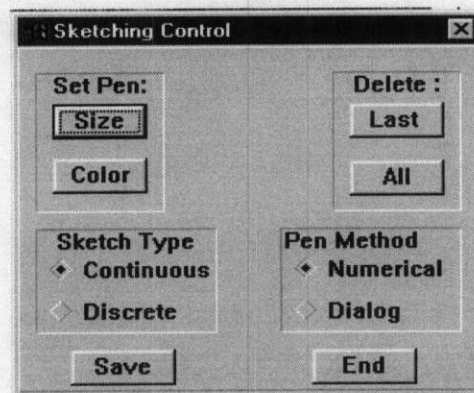 Sketching Control
Set Pen:
Size
Color
Delete :
Last
All
Sketch Type
Continuous
Discrete
Pen Method
Numerical
Dialog
Save
End